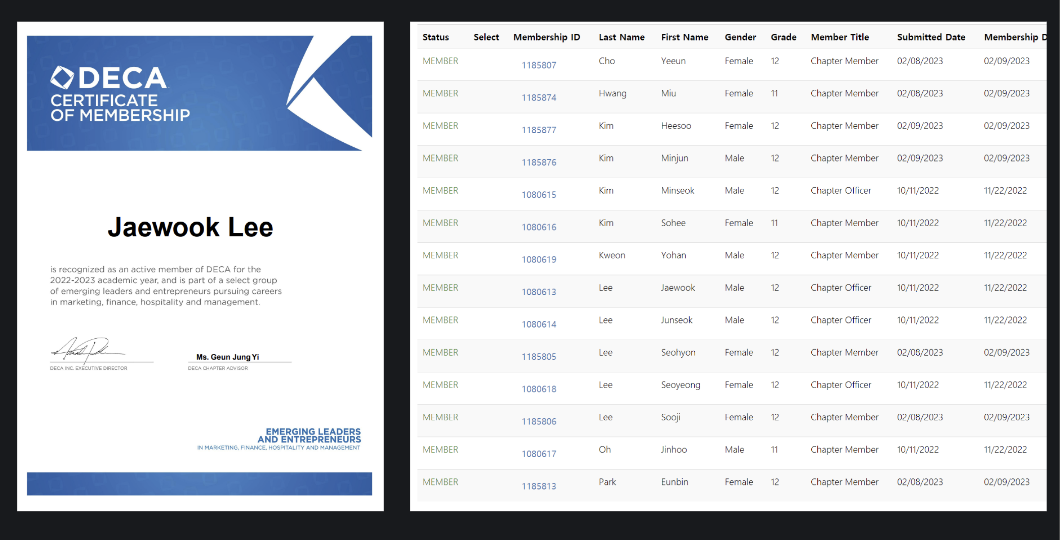 DECA
CERTIFICATE
OF MEMBERSHIP
Jaewook Lee
is recognized as an active member of DECA for the
2022-2023 academic year, and is part of a select group
of emerging leaders and entrepreneurs pursuing careers
in marketing, finance, hospitality and management.
Ms. Geun Jung Yi
DECA INC. EXECUTIVE DIRECTOR
DECA CHAPTER ADVISOR
EMERGING LEADERS
AND ENTREPRENEURS
IN MARKETING, FINANCE, HOSPITALITY AND MANAGEMENT
Status Select Membership ID Last Name First Name Gender Grade Member Title Submitted Date Membership D
MEMBER 1185807 Cho Yeeun Female 12 Chapter Member 02/08/2023 02/09/2023
MEMBER 1185874 Hwang Miu Female 11 Chapter Member 02/08/2023 02/09/2023
MEMBER 1185877 Kim Heesoo Female 12 Chapter Member 02/09/2023 02/09/2023
MEMBER 1185876 Kim Minjun Male 12 Chapter Member 02/09/2023 02/09/2023
MEMBER 1080615 Kim Minseok Male 12 Chapter Officer 10/11/2022 11/22/2022
MEMBER 1080616 Kim Sohee Female 11 Chapter Member 10/11/2022 11/22/2022
MEMBER 1080619 Kweon Yohan Male 12 Chapter Member 10/11/2022 11/22/2022
MEMBER 1080613 Lee Jaewook Male 12 Chapter Officer 10/11/2022 11/22/2022
MEMBER 1080614 Lee Junseok Male 12 Chapter Officer 10/11/2022 11/22/2022
MEMBER 1185805 Lee Seohyon Female 12 Chapter Member 02/08/2023 02/09/2023
MEMBER 1080618 Lee Seoyeong Female 12 Chapter Officer 10/11/2022 11/22/2022
MEMBER 1185806 Lee Sooji Female 12 Chapter Member 02/08/2023 02/09/2023
MEMBER 1080617 Oh Jinhoo Male 11 Chapter Member 10/11/2022 11/22/2022
MEMBER 1185813 Park Eunbin Female 12 Chapter Member 02/08/2023 02/09/2023